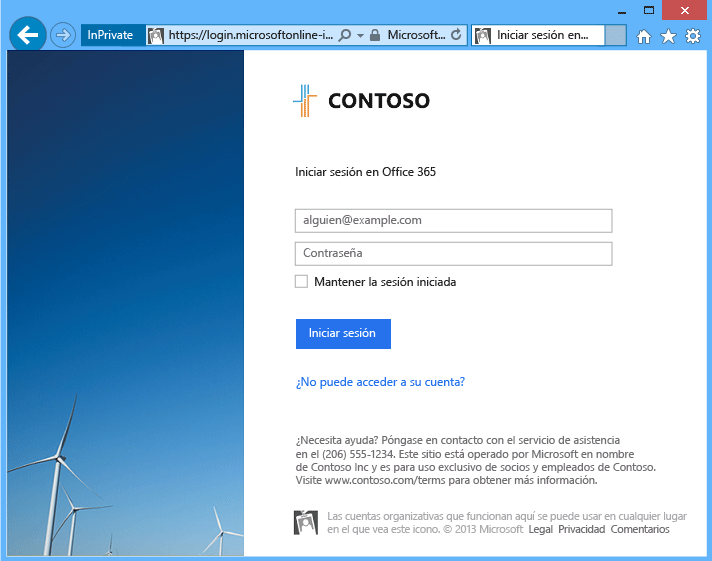 InPrivate
https://login.microsoftonline-i...
Microsoft...
Iniciar sesión en...
CONTOSO
Iniciar sesión en Office 365
alguien@example.com
Contraseña
Mantener la sesión iniciada
Iniciar sesión
¿No puede acceder a su cuenta?
¿Necesita ayuda? Póngase en contacto con el servicio de asistencia
en el (206) 555-1234. Este sitio está operado por Microsoft en nombre
de Contoso Inc y es para uso exclusivo de socios y empleados de Contoso.
Visite www.contoso.com/terms para obtener más información.
Las cuentas organizativas que funcionan aquí se puede usar en cualquier lugar
en el que vea este icono. © 2013 Microsoft Legal Privacidad Comentarios